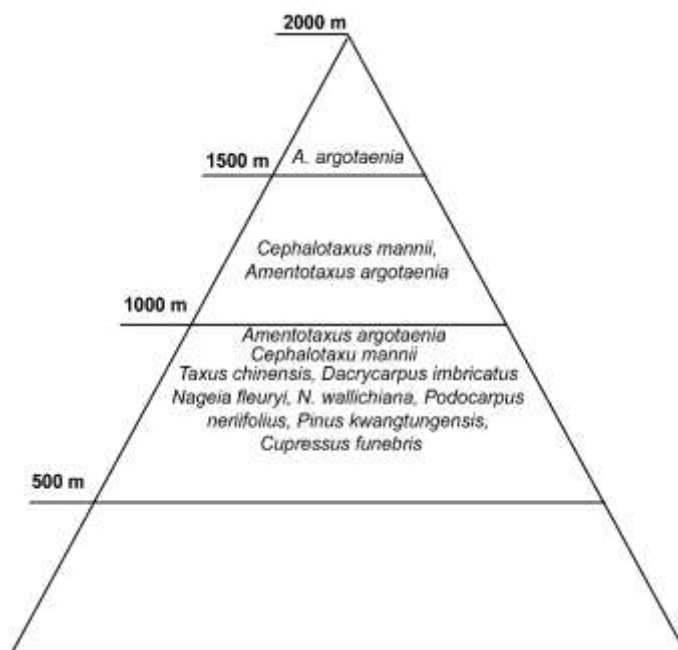 2000 m
1500 m
A. argotaenia
Cephalotaxus mannii,
Amentotaxus argotaenia
1000 m
Amentotaxus argotaenia
Cephalotaxu mannii
Taxus chinensis, Dacrycarpus imbricatus
Nageia fleuryi, N. wallichiana, Podocarpus
neriifolius, Pinus kwangtungensis,
Cupressus funebris
500 m